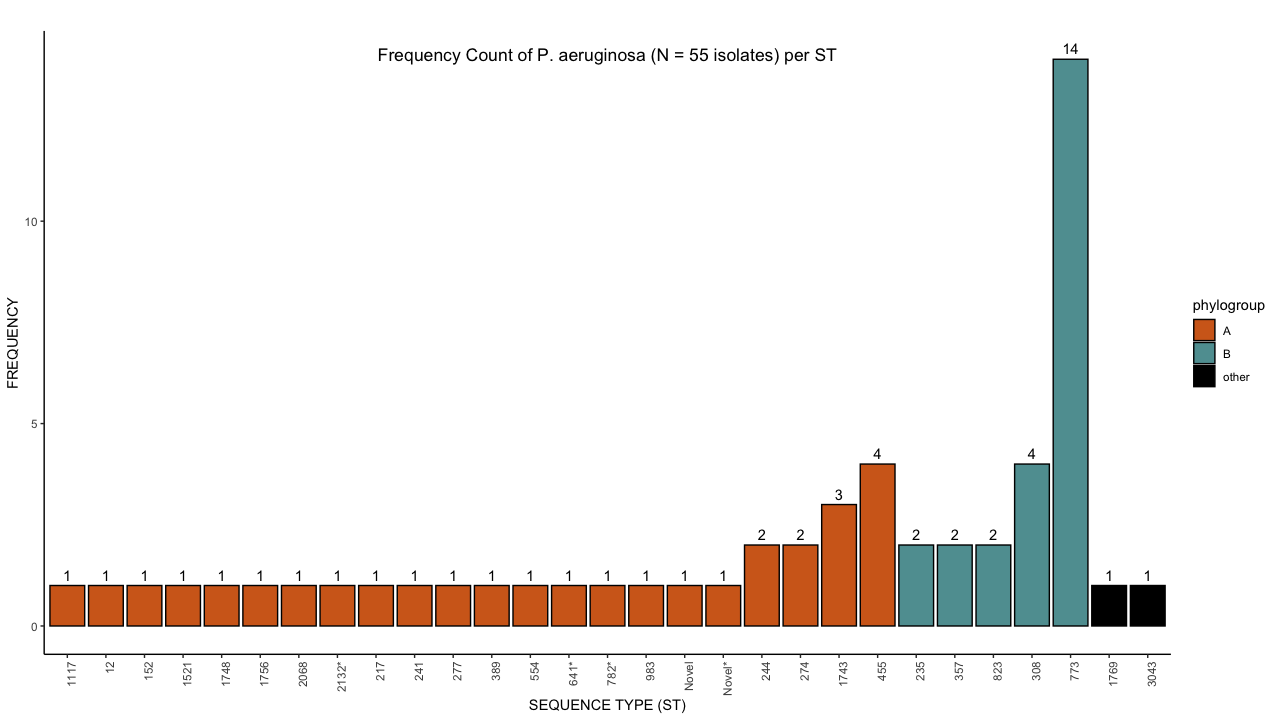 Frequency Count of P. aeruginosa (N = 55 isolates) per ST
FREQUENCY
10
5
0
1 1 1 1 1 1 1 1 1 1 1 1 1 1 1 1 1 1 2 2 3 4 2 2 2 4 14 1 1
1117 12 152 1521 1748 1756 2068 2132* 217 241 277 389 554 641* 782* 983 Novel Novel* 244 274 1743 455 235 357 823 308 773 1769 3043
SEQUENCE TYPE (ST)
phylogroup
A
B
other